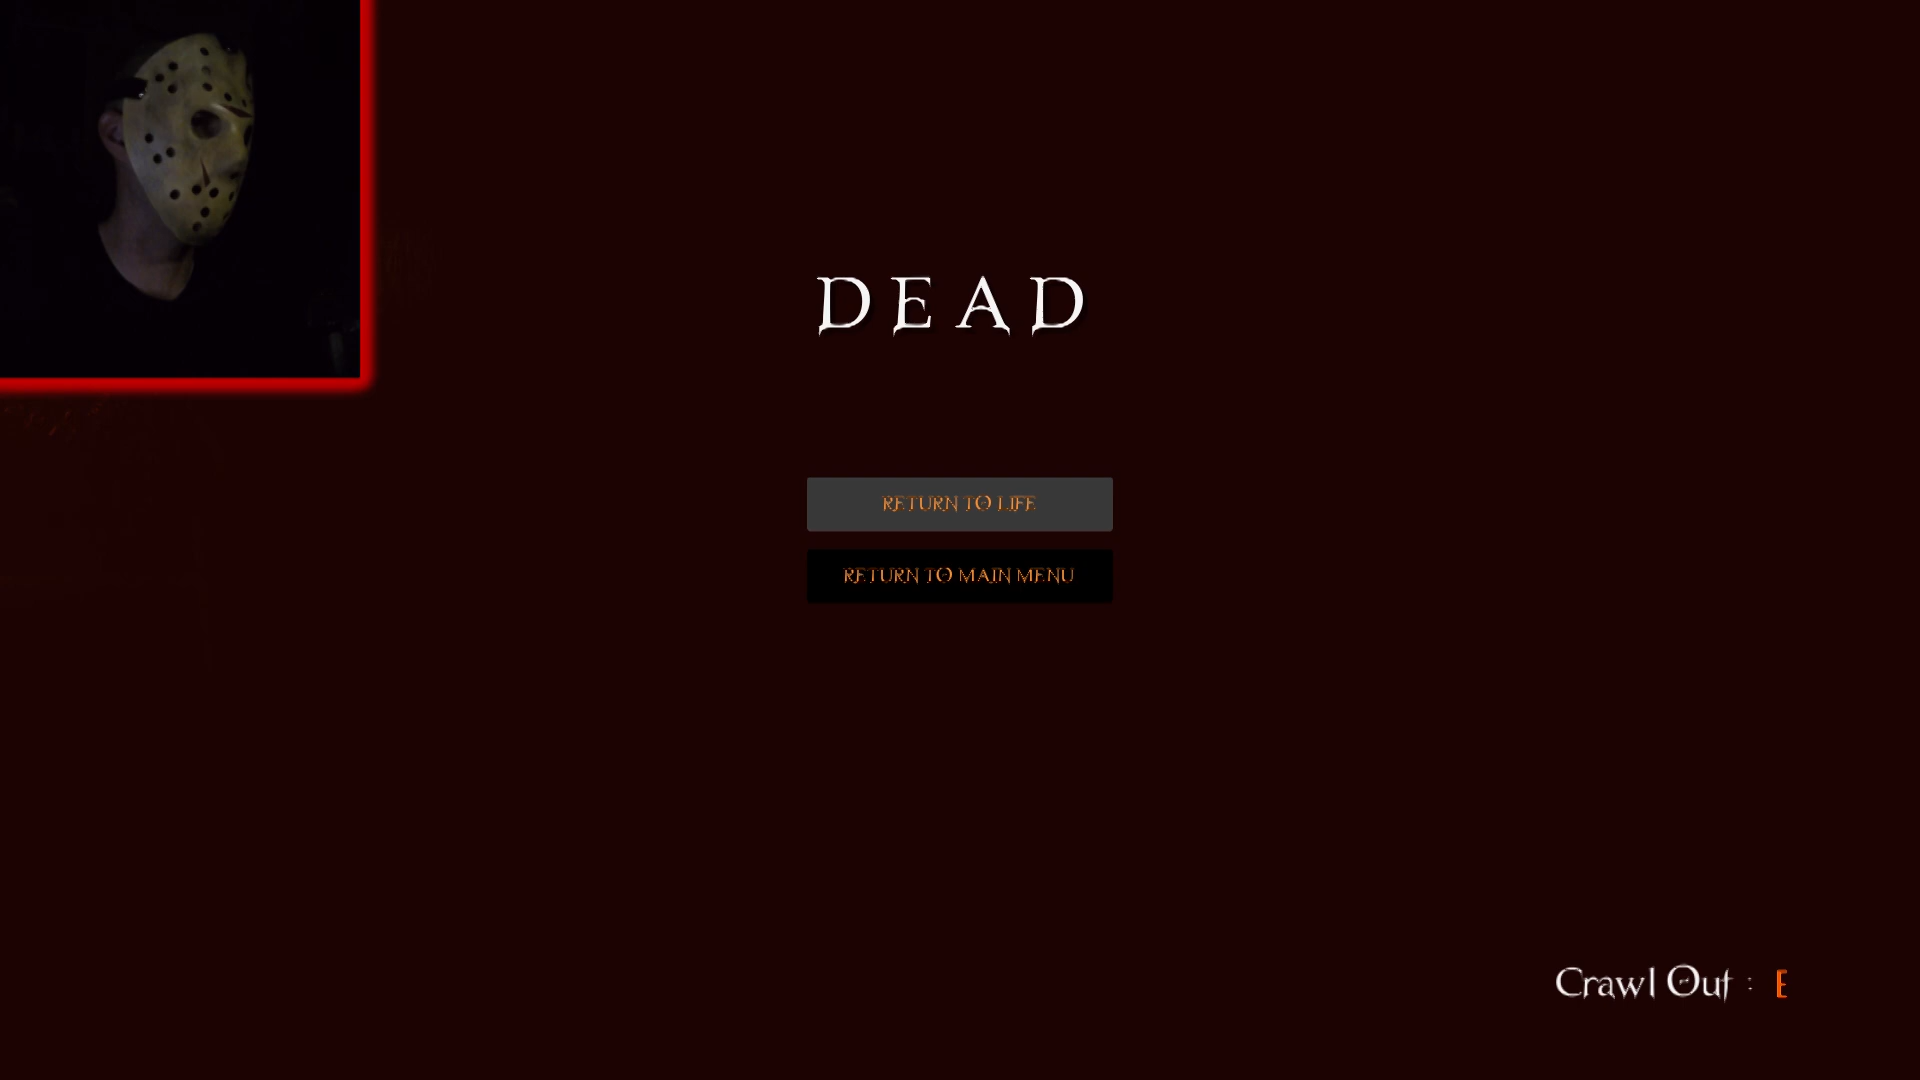 DEAD
RETURN TO LIFE
RETURN TO MAIN MENU
Crawl Out : E